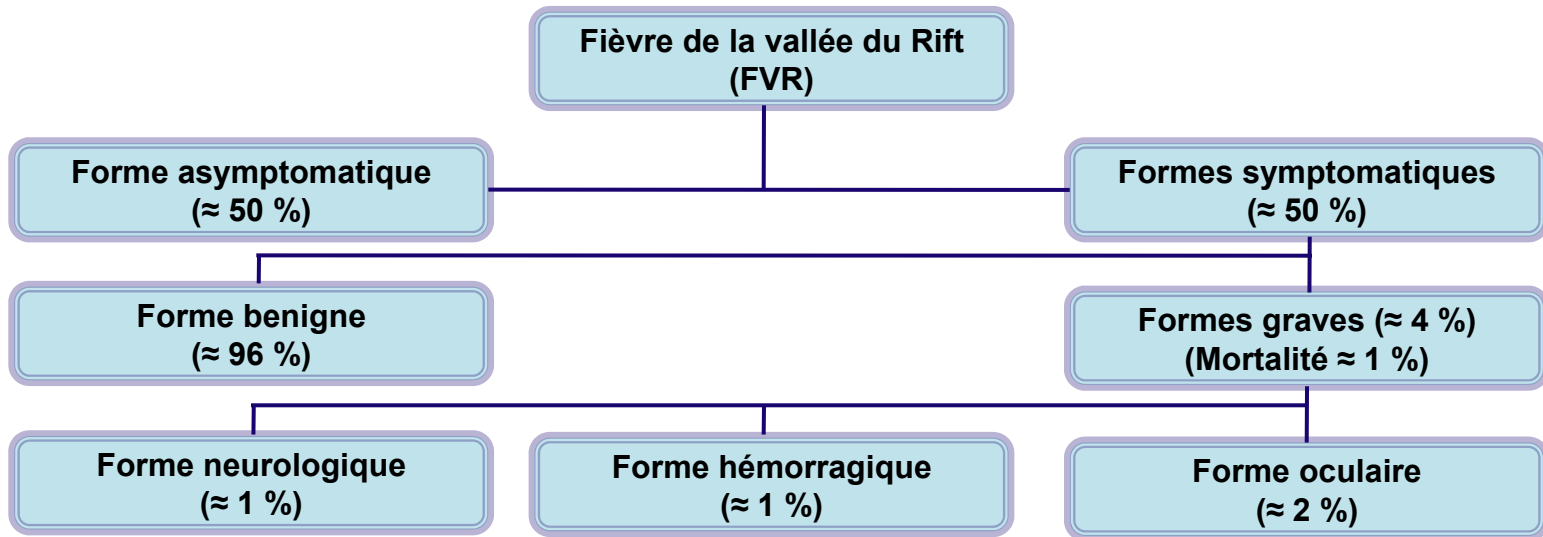 Fièvre de la vallée du Rift
(FVR)
Forme asymptomatique
(≈ 50 %)
Formes symptomatiques
(≈ 50 %)
Forme benigne
(≈ 96 %)
Formes graves (≈ 4 %)
(Mortalité ≈ 1 %)
Forme neurologique
(≈ 1 %)
Forme hémorragique
(≈ 1 %)
Forme oculaire
(≈ 2 %)